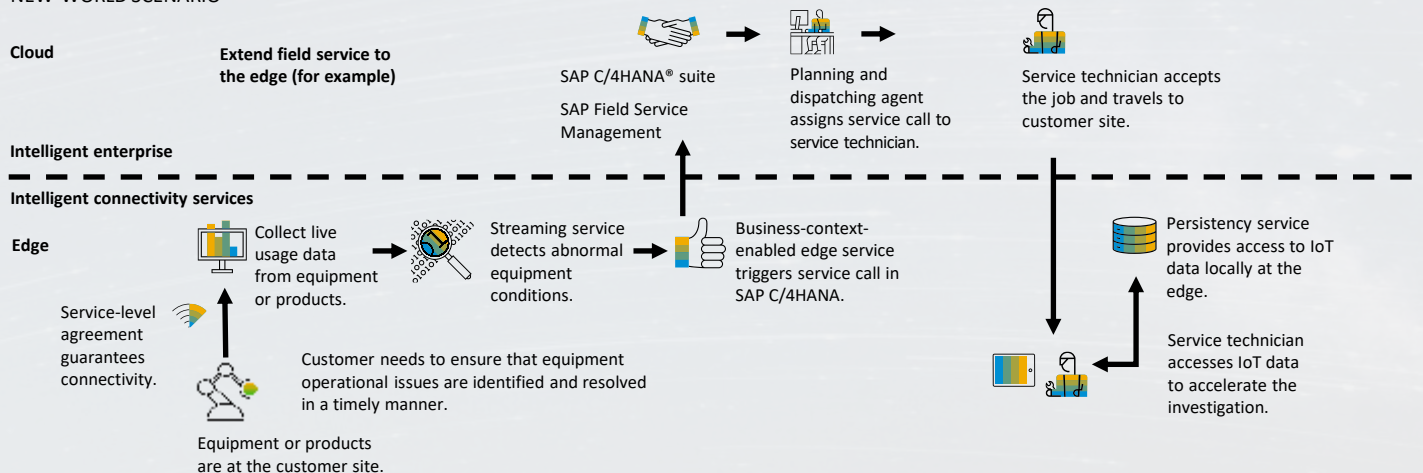 NEW-WORLD SCENARIO
Cloud
Extend field service to
the edge (for example)
SAP C/4HANA® suite
SAP Field Service
Management
Planning and
dispatching agent
assigns service call to
service technician.
Service technician accepts
the job and travels to
customer site.
Intelligent enterprise
Intelligent connectivity services
Edge
Collect live
usage data
from equipment
or products.
Streaming service
detects abnormal
equipment
conditions.
Business-context-
enabled edge service
triggers service call in
SAP C/4HANA.
Persistency service
provides access to IoT
data locally at the
edge.
Service-level
agreement
guarantees
connectivity.
Customer needs to ensure that equipment
operational issues are identified and resolved
in a timely manner.
Service technician
accesses IoT data
to accelerate the
investigation.
Equipment or products
are at the customer site.